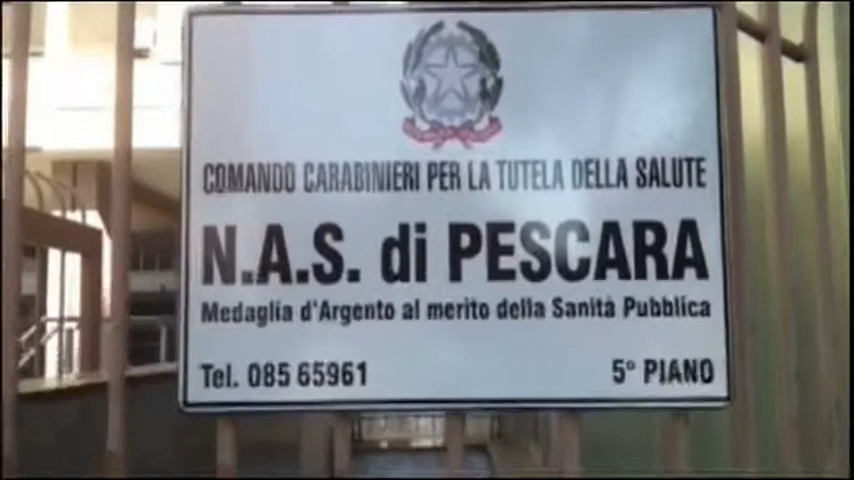 COMANDO CARABINIERI PER LA TUTELA DELLA SALUTE
N.A.S. di PESCARA
Medaglia d'Argento al merito della Sanità Pubblica
Tel. 085 65961 5° PIANO